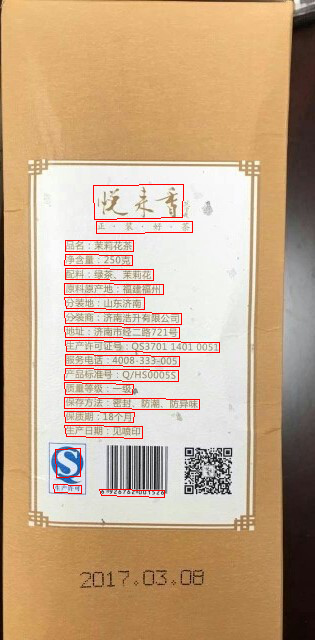 悦来香
正·装·好·茶
品名：茉莉花茶
净含量：250克
配料：绿茶、茉莉花
原料原产地：福建福州
分装地：山东济南
分装商：济南浩升有限公司
地址：济南市经二路721号
生产许可证号：QS3701 1401 0051
服务电话：4008-333-005
产品标准号：Q/HS0005S
质量等级：一级
保存方法：密封、防潮、防异味
保质期：18个月
生产日期：见喷印
生产许可
6926762001526
2017.03.08